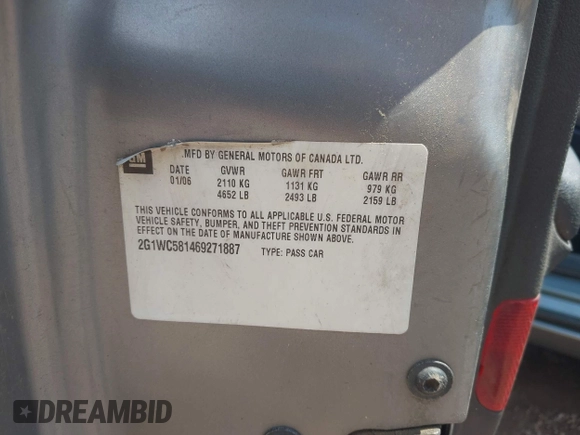 GM
.MFD BY GENERAL MOTORS OF CANADA LTD.
DATE GVWR GAWR FRT GAWR RR
01/06 2110 KG 1131 KG 979 KG
4652 LB 2493 LB 2159 LB
THIS VEHICLE CONFORMS TO ALL APPLICABLE U.S. FEDERAL MOTOR
VEHICLE SAFETY, BUMPER, AND THEFT PREVENTION STANDARDS IN
EFFECT ON THE DATE OF MANUFACTURE SHOWN ABOVE.
2G1WC581469271887 TYPE: PASS CAR
DREAMBID